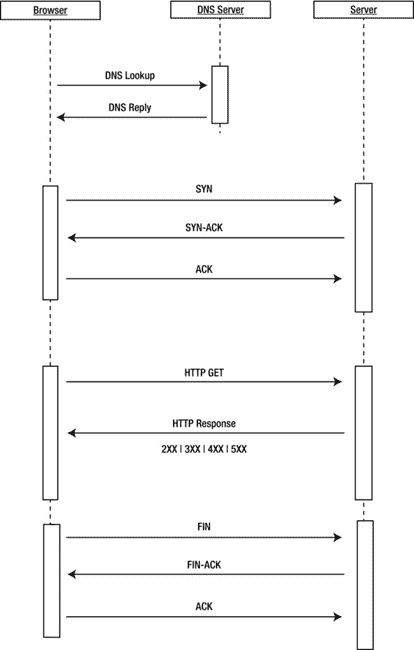 Browser
DNS Server
Server
DNS Lookup
DNS Reply
SYN
SYN-ACK
ACK
HTTP GET
HTTP Response
2XX | 3XX | 4XX | 5XX
FIN
FIN-ACK
ACK